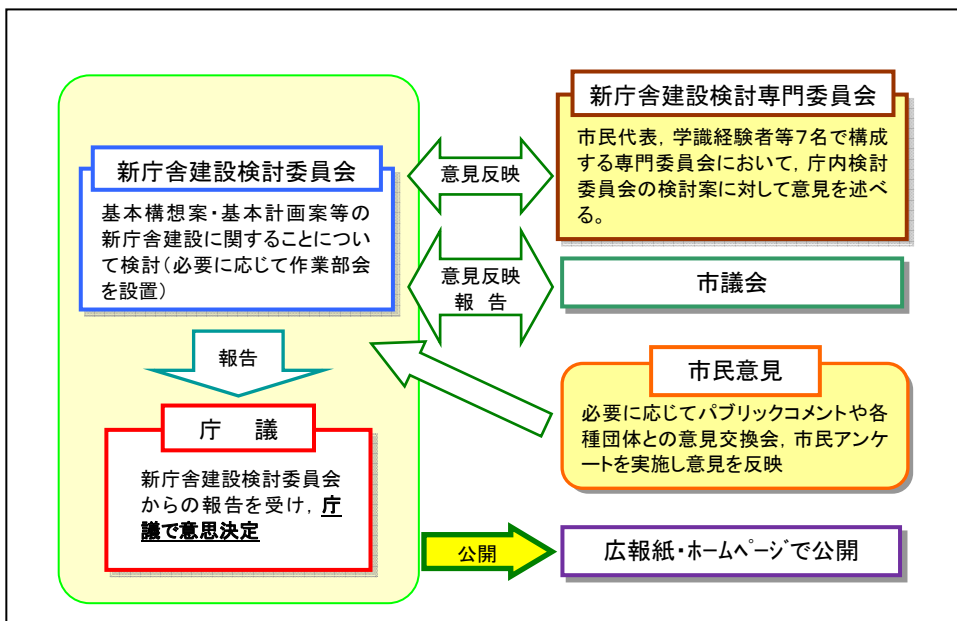 新庁舎建設検討委員会
基本構想案・基本計画案等の
新庁舎建設に関することについ
て検討（必要に応じて作業部会
を設置）
報告
庁　議
新庁舎建設検討委員会
からの報告を受け，庁
議で意思決定
意見反映
意見反映
報　告
公開
新庁舎建設検討専門委員会
市民代表，学識経験者等７名で構成
する専門委員会において，庁内検討
委員会の検討案に対して意見を述べ
る。
市議会
市民意見
必要に応じてパブリックコメントや各
種団体との意見交換会，市民アンケ
ートを実施し意見を反映
広報紙・ﾎｰﾑﾍﾟｰｼﾞで公開